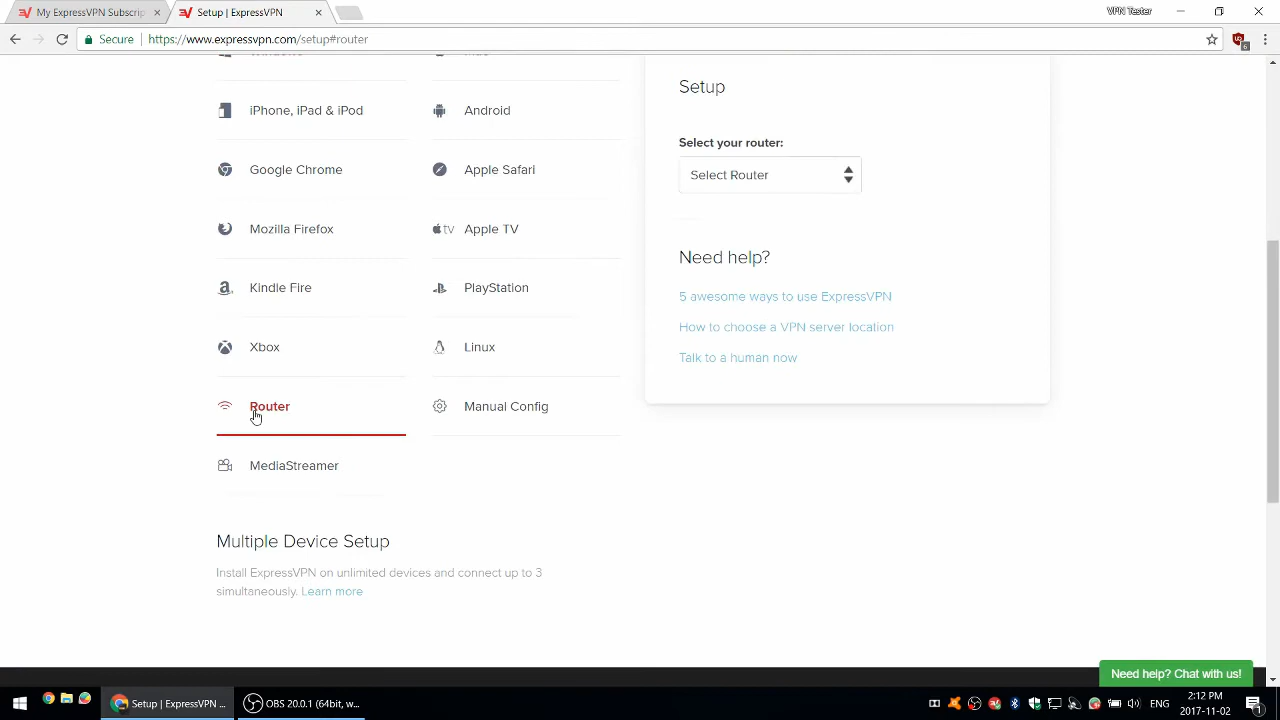 My ExpressVPN Subscrip
Setup | ExpressVPN
VPN Tester
Secure
https://www.expressvpn.com/setup#router
6
iPhone, iPad & iPod
Android
Google Chrome
Apple Safari
Mozilla Firefox
tv
Apple TV
Kindle Fire
PlayStation
Xbox
Linux
Router
Manual Config
MediaStreamer
Multiple Device Setup
Install ExpressVPN on unlimited devices and connect up to 3
simultaneously. Learn more
Setup
Select your router:
Select Router
Need help?
5 awesome ways to use ExpressVPN
How to choose a VPN server location
Talk to a human now
Need help? Chat with us!
Setup | ExpressVPN ...
OBS 20.0.1 (64bit, w...
ENG
2:12 PM
2017-11-02
1